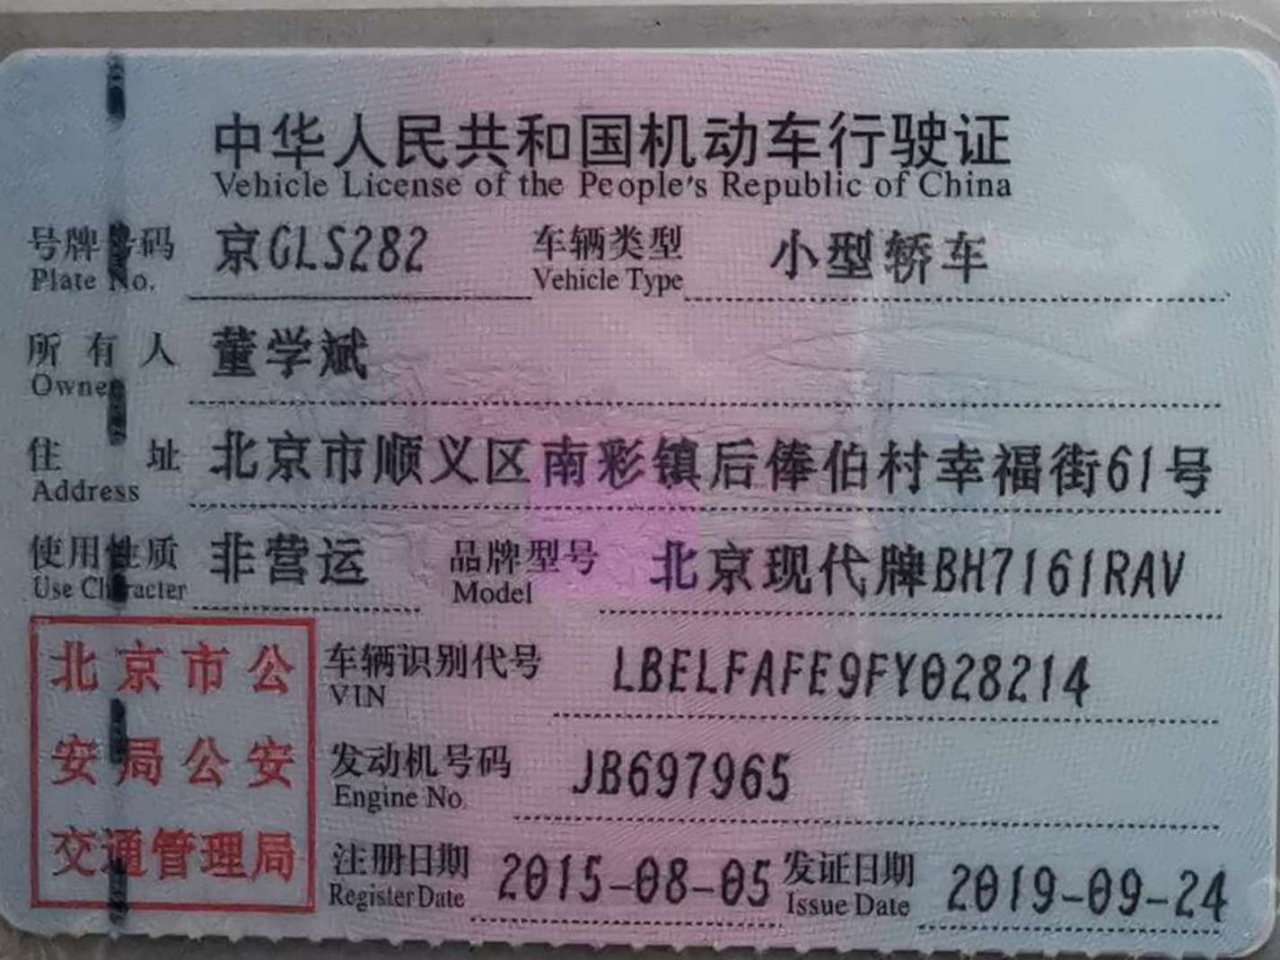 中华人民共和国机动车行驶证
Vehicle License of the People's Republic of China
号牌号码 京GLS282 车辆类型 小型轿车
Plate No. Vehicle Type
所有人 董学斌
Owner
住址 北京市顺义区南彩镇后俸伯村幸福街61号
Address
使用性质 非营运 品牌型号 北京现代牌BH7161RAV
Use Character Model
车辆识别代号 LBELFAFE9FY028214
VIN
发动机号码 JB697965
Engine No.
注册日期 2015-08-05 发证日期 2019-09-24
Register Date Issue Date
北京市公
安局公安
交通管理局